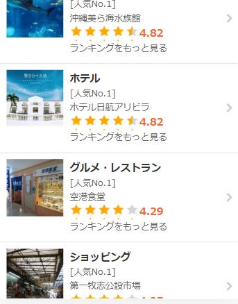 [人気No.1]
沖縄美ら海水族館
4.82
ランキングをもっと見る
ホテル
[人気No.1]
ホテル日航アリビラ
4.82
ランキングをもっと見る
グルメ・レストラン
[人気No.1]
空港食堂
4.29
ランキングをもっと見る
ショッピング
[人気No.1]
第一牧志公設市場